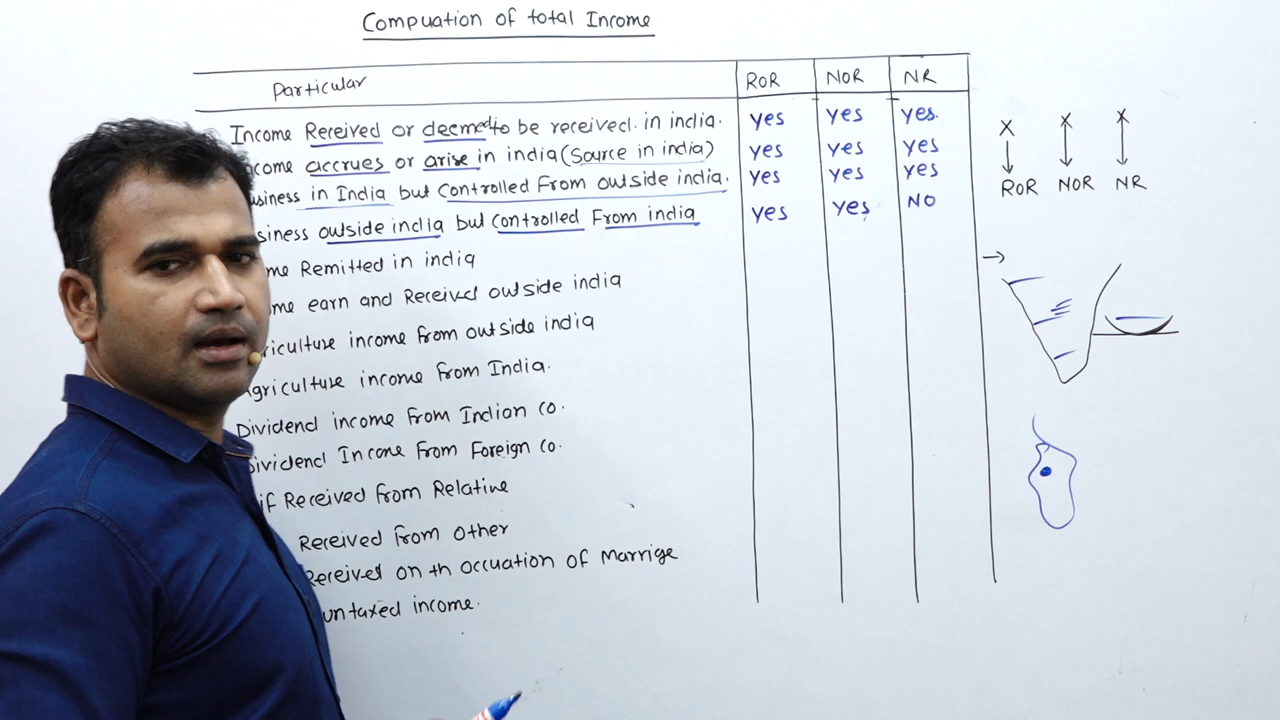 Compuation of total Income
Particular ROR NOR NR
Income Received or deemed to be received. in india. yes yes yes.
come accrues or arise in india (Source in india) yes yes yes
usiness in India but Controlled From outside india. yes yes yes
siness outside india but Controlled From india yes yes NO
me Remitted in india
me earn and Received outside india
riculture income from outside india
griculture income from India.
Dividend income from Indian co.
ividend Income From Foreign co.
if Received from Relative
Received from other
Received on th occuation of Marrige
untaxed income.
X X X
ROR NOR NR